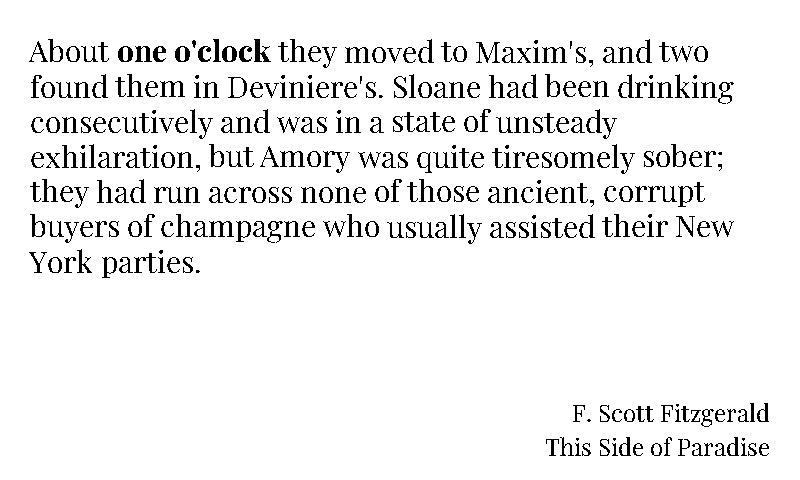 About one o'clock they moved to Maxim's, and two
found them in Deviniere's. Sloane had been drinking
consecutively and was in a state of unsteady
exhilaration, but Amory was quite tiresomely sober;
they had run across none of those ancient, corrupt
buyers of champagne who usually assisted their New
York parties.
F. Scott Fitzgerald
This Side of Paradise